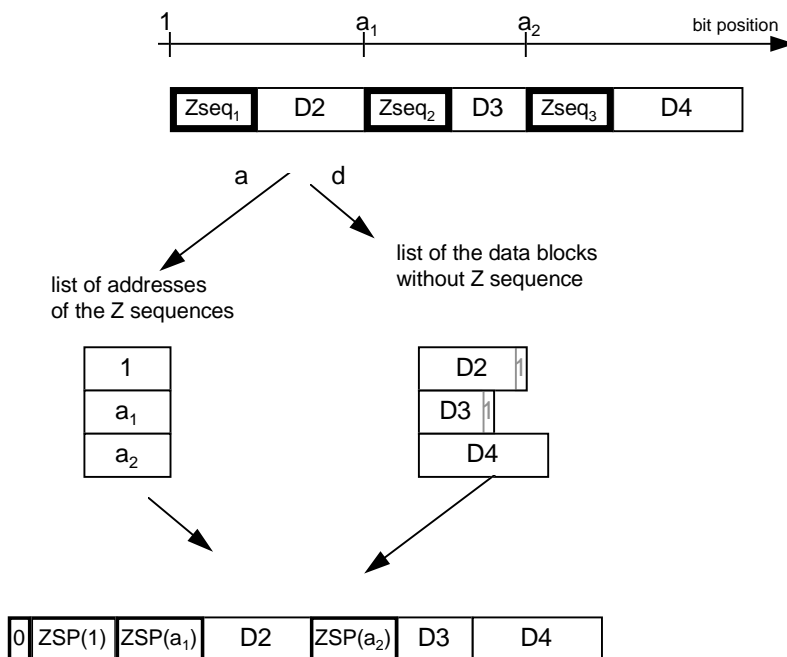 1 a₁ a₂ bit position
Zseq₁ D2 Zseq₂ D3 Zseq₃ D4
a d
list of the data blocks
without Z sequence
list of addresses
of the Z sequences
1
a₁
a₂
D2 1
D3 1
D4
0 ZSP(1) ZSP(a₁) D2 ZSP(a₂) D3 D4